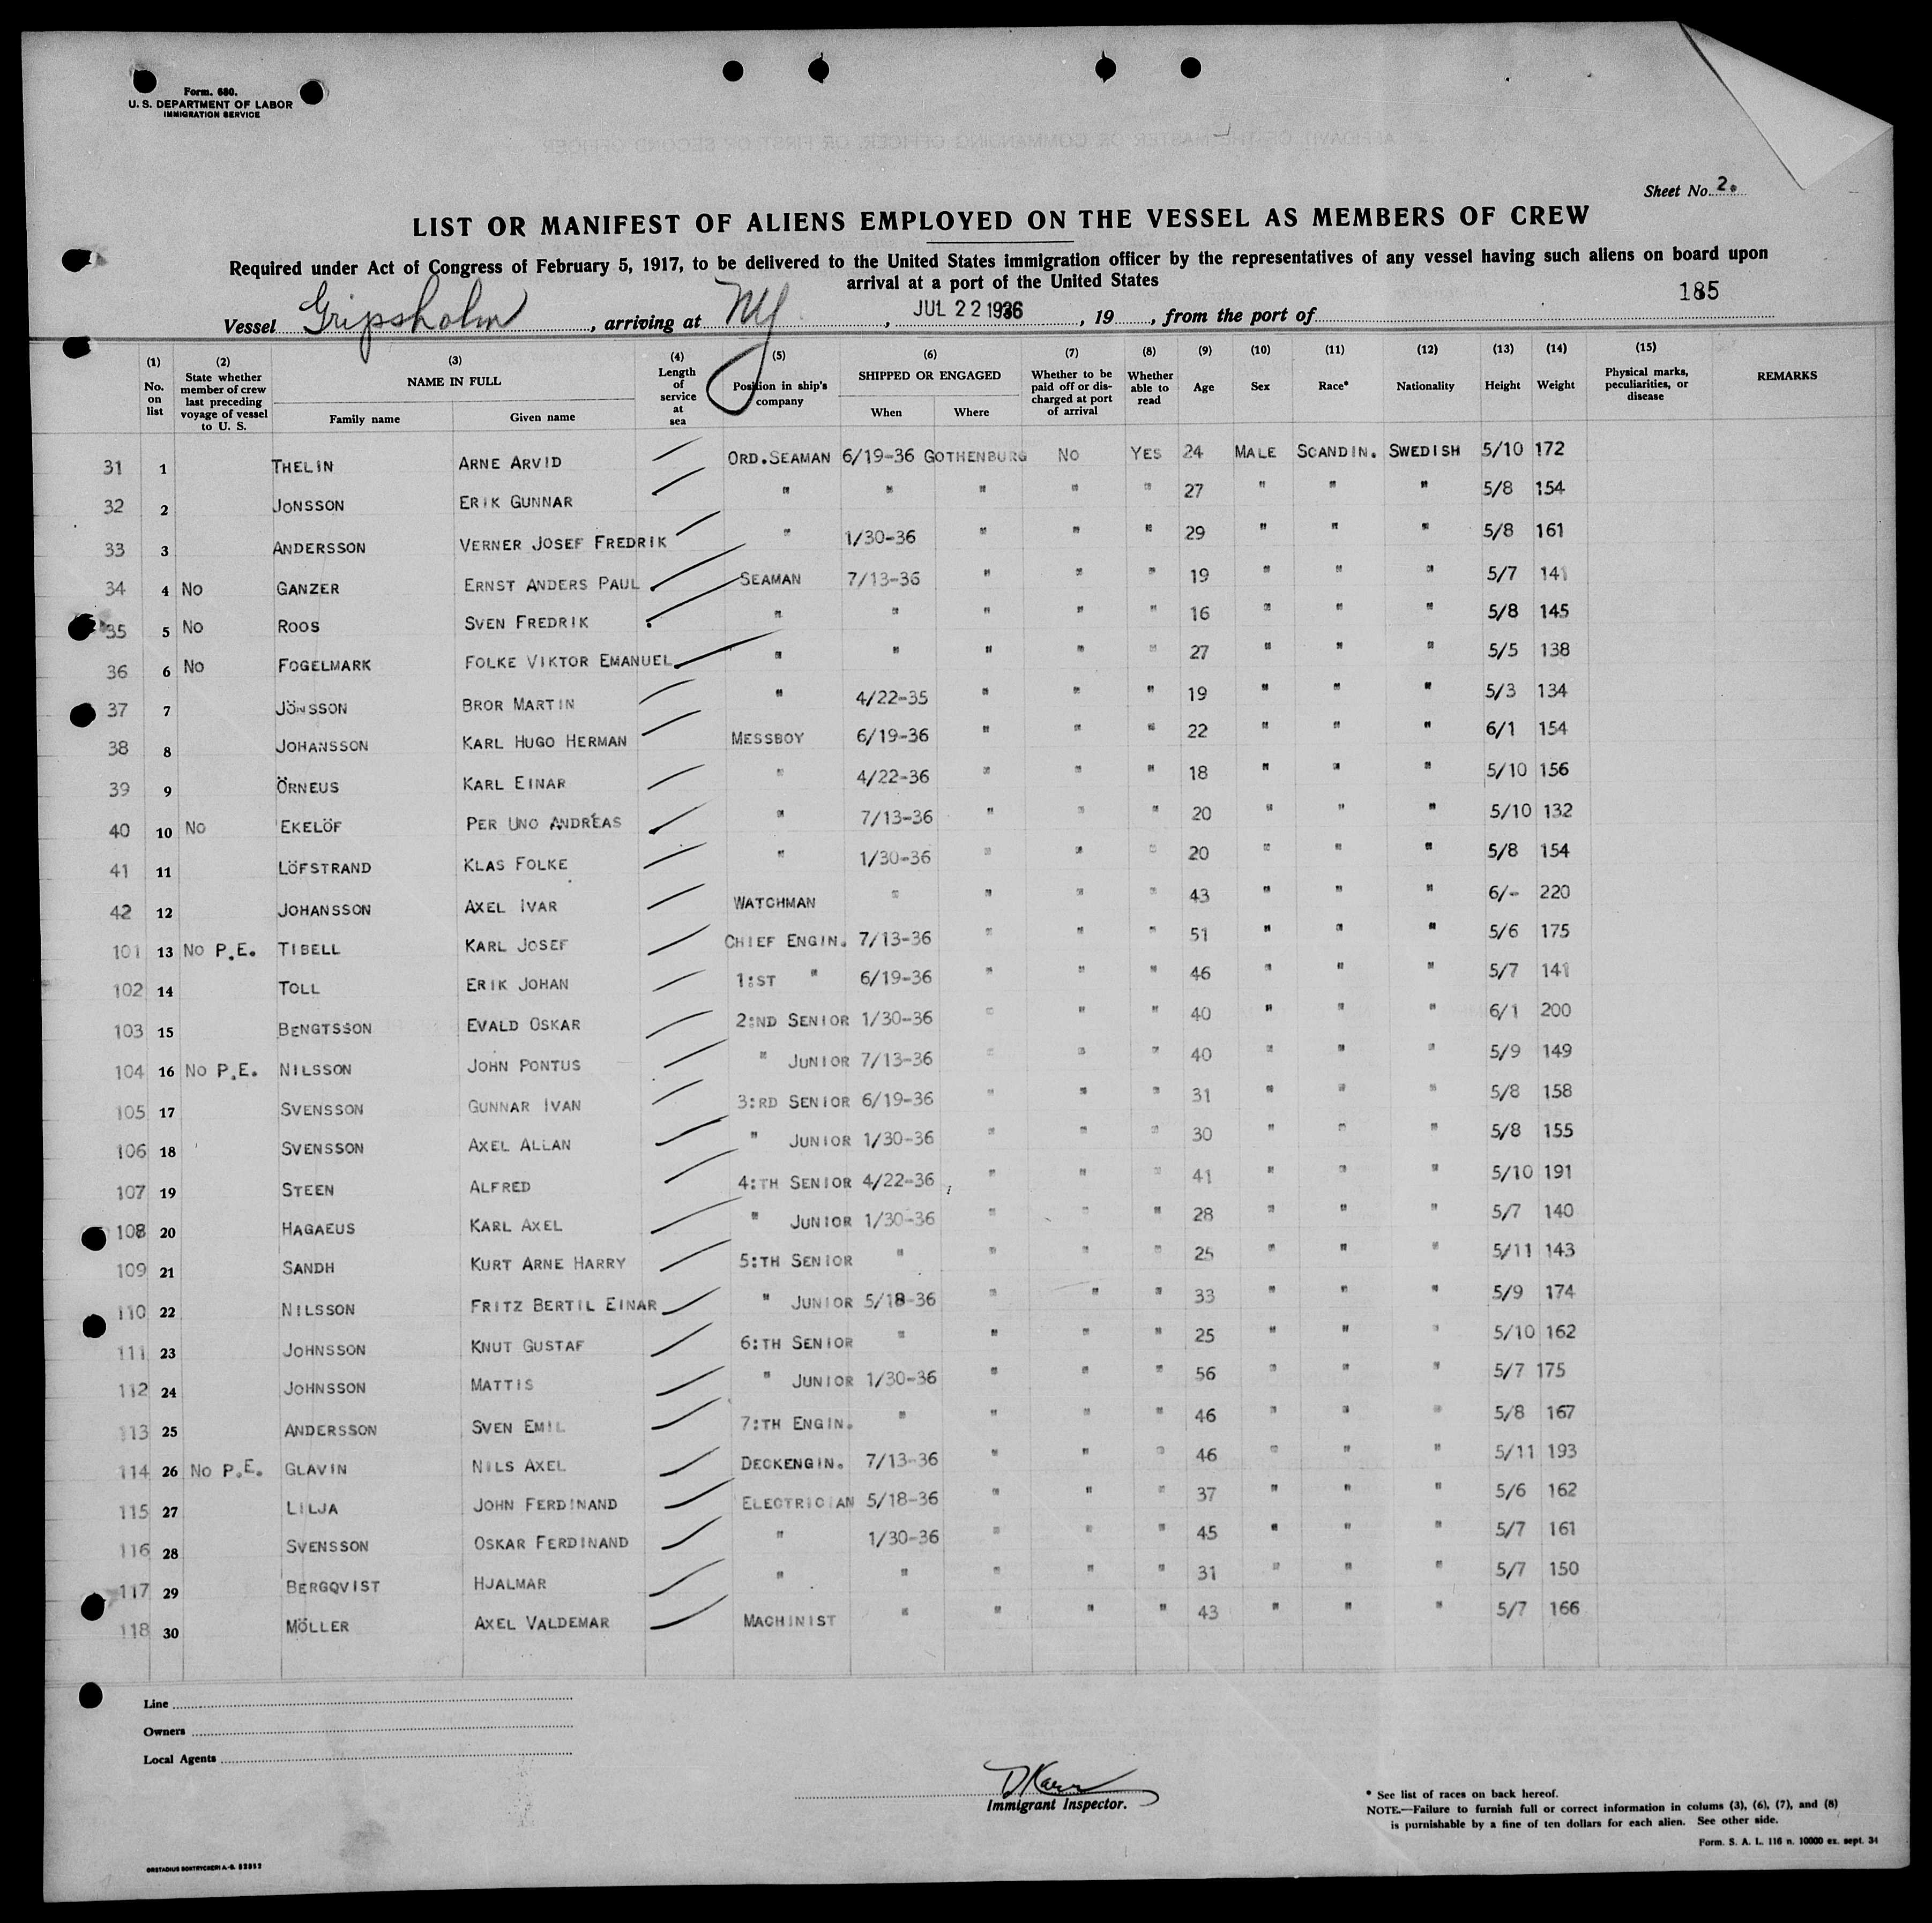 Form. 680.
U. S. DEPARTMENT OF LABOR
IMMIGRATION SERVICE
Sheet No. 2.
LIST OR MANIFEST OF ALIENS EMPLOYED ON THE VESSEL AS MEMBERS OF CREW
Required under Act of Congress of February 5, 1917, to be delivered to the United States immigration officer by the representatives of any vessel having such aliens on board upon
arrival at a port of the United States
185
Vessel Gripsholm, arriving at NY, JUL 22 1936, 19, from the port of
(1) (2) (3) (4) (5) (6) (7) (8) (9) (10) (11) (12) (13) (14) (15)
No. on list | State whether member of crew last preceding voyage of vessel to U. S. | NAME IN FULL | Length of service at sea | Position in ship's company | SHIPPED OR ENGAGED | Whether to be paid off or discharged at port of arrival | Whether able to read | Age | Sex | Race* | Nationality | Height | Weight | Physical marks, peculiarities, or disease | REMARKS
Family name | Given name | When | Where
31 1 THELIN ARNE ARVID ORD.SEAMAN 6/19-36 GOTHENBURG NO YES 24 MALE SCANDIN. SWEDISH 5/10 172
32 2 JONSSON ERIK GUNNAR " " " " " 27 " " " 5/8 154
33 3 ANDERSSON VERNER JOSEF FREDRIK " 1/30-36 " " " 29 " " " 5/8 161
34 4 NO GANZER ERNST ANDERS PAUL SEAMAN 7/13-36 " " " 19 " " " 5/7 141
35 5 NO ROOS SVEN FREDRIK " " " " " 16 " " " 5/8 145
36 6 NO FOGELMARK FOLKE VIKTOR EMANUEL " " " " " 27 " " " 5/5 138
37 7 JÖNSSON BROR MARTIN " 4/22-35 " " " 19 " " " 5/3 134
38 8 JOHANSSON KARL HUGO HERMAN MESSBOY 6/19-36 " " " 22 " " " 6/1 154
39 9 ÖRNEUS KARL EINAR " 4/22-36 " " " 18 " " " 5/10 156
40 10 NO EKELÖF PER UNO ANDREAS " 7/13-36 " " " 20 " " " 5/10 132
41 11 LÖFSTRAND KLAS FOLKE " 1/30-36 " " " 20 " " " 5/8 154
42 12 JOHANSSON AXEL IVAR WATCHMAN " " " " 43 " " " 6/- 220
101 13 NO P.E. TIBELL KARL JOSEF CHIEF ENGIN. 7/13-36 " " " 51 " " " 5/6 175
102 14 TOLL ERIK JOHAN 1:ST " 6/19-36 " " " 46 " " " 5/7 141
103 15 BENGTSSON EVALD OSKAR 2:ND SENIOR 1/30-36 " " " 40 " " " 6/1 200
104 16 NO P.E. NILSSON JOHN PONTUS " JUNIOR 7/13-36 " " " 40 " " " 5/9 149
105 17 SVENSSON GUNNAR IVAN 3:RD SENIOR 6/19-36 " " " 31 " " " 5/8 158
106 18 SVENSSON AXEL ALLAN " JUNIOR 1/30-36 " " " 30 " " " 5/8 155
107 19 STEEN ALFRED 4:TH SENIOR 4/22-36 " " " 41 " " " 5/10 191
108 20 HAGAEUS KARL AXEL " JUNIOR 1/30-36 " " " 28 " " " 5/7 140
109 21 SANDH KURT ARNE HARRY 5:TH SENIOR " " " " 25 " " " 5/11 143
110 22 NILSSON FRITZ BERTIL EINAR " JUNIOR 5/18-36 " " " 33 " " " 5/9 174
111 23 JOHNSSON KNUT GUSTAF 6:TH SENIOR " " " " 25 " " " 5/10 162
112 24 JOHNSSON MATTIS " JUNIOR 1/30-36 " " " 56 " " " 5/7 175
113 25 ANDERSSON SVEN EMIL 7:TH ENGIN. " " " " 46 " " " 5/8 167
114 26 NO P.E. GLAVIN NILS AXEL DECKENGIN. 7/13-36 " " " 46 " " " 5/11 193
115 27 LILJA JOHN FERDINAND ELECTRICIAN 5/18-36 " " " 37 " " " 5/6 162
116 28 SVENSSON OSKAR FERDINAND " 1/30-36 " " " 45 " " " 5/7 161
117 29 BERGQVIST HJALMAR " " " " " 31 " " " 5/7 150
118 30 MÖLLER AXEL VALDEMAR MACHINIST " " " " 43 " " " 5/7 166
Line
Owners
Local Agents
Immigrant Inspector.
* See list of races on back hereof.
NOTE.—Failure to furnish full or correct information in colums (3), (6), (7), and (8)
is purnishable by a fine of ten dollars for each alien. See other side.
Form. S. A. L. 116 n. 10000 ex. sept. 34